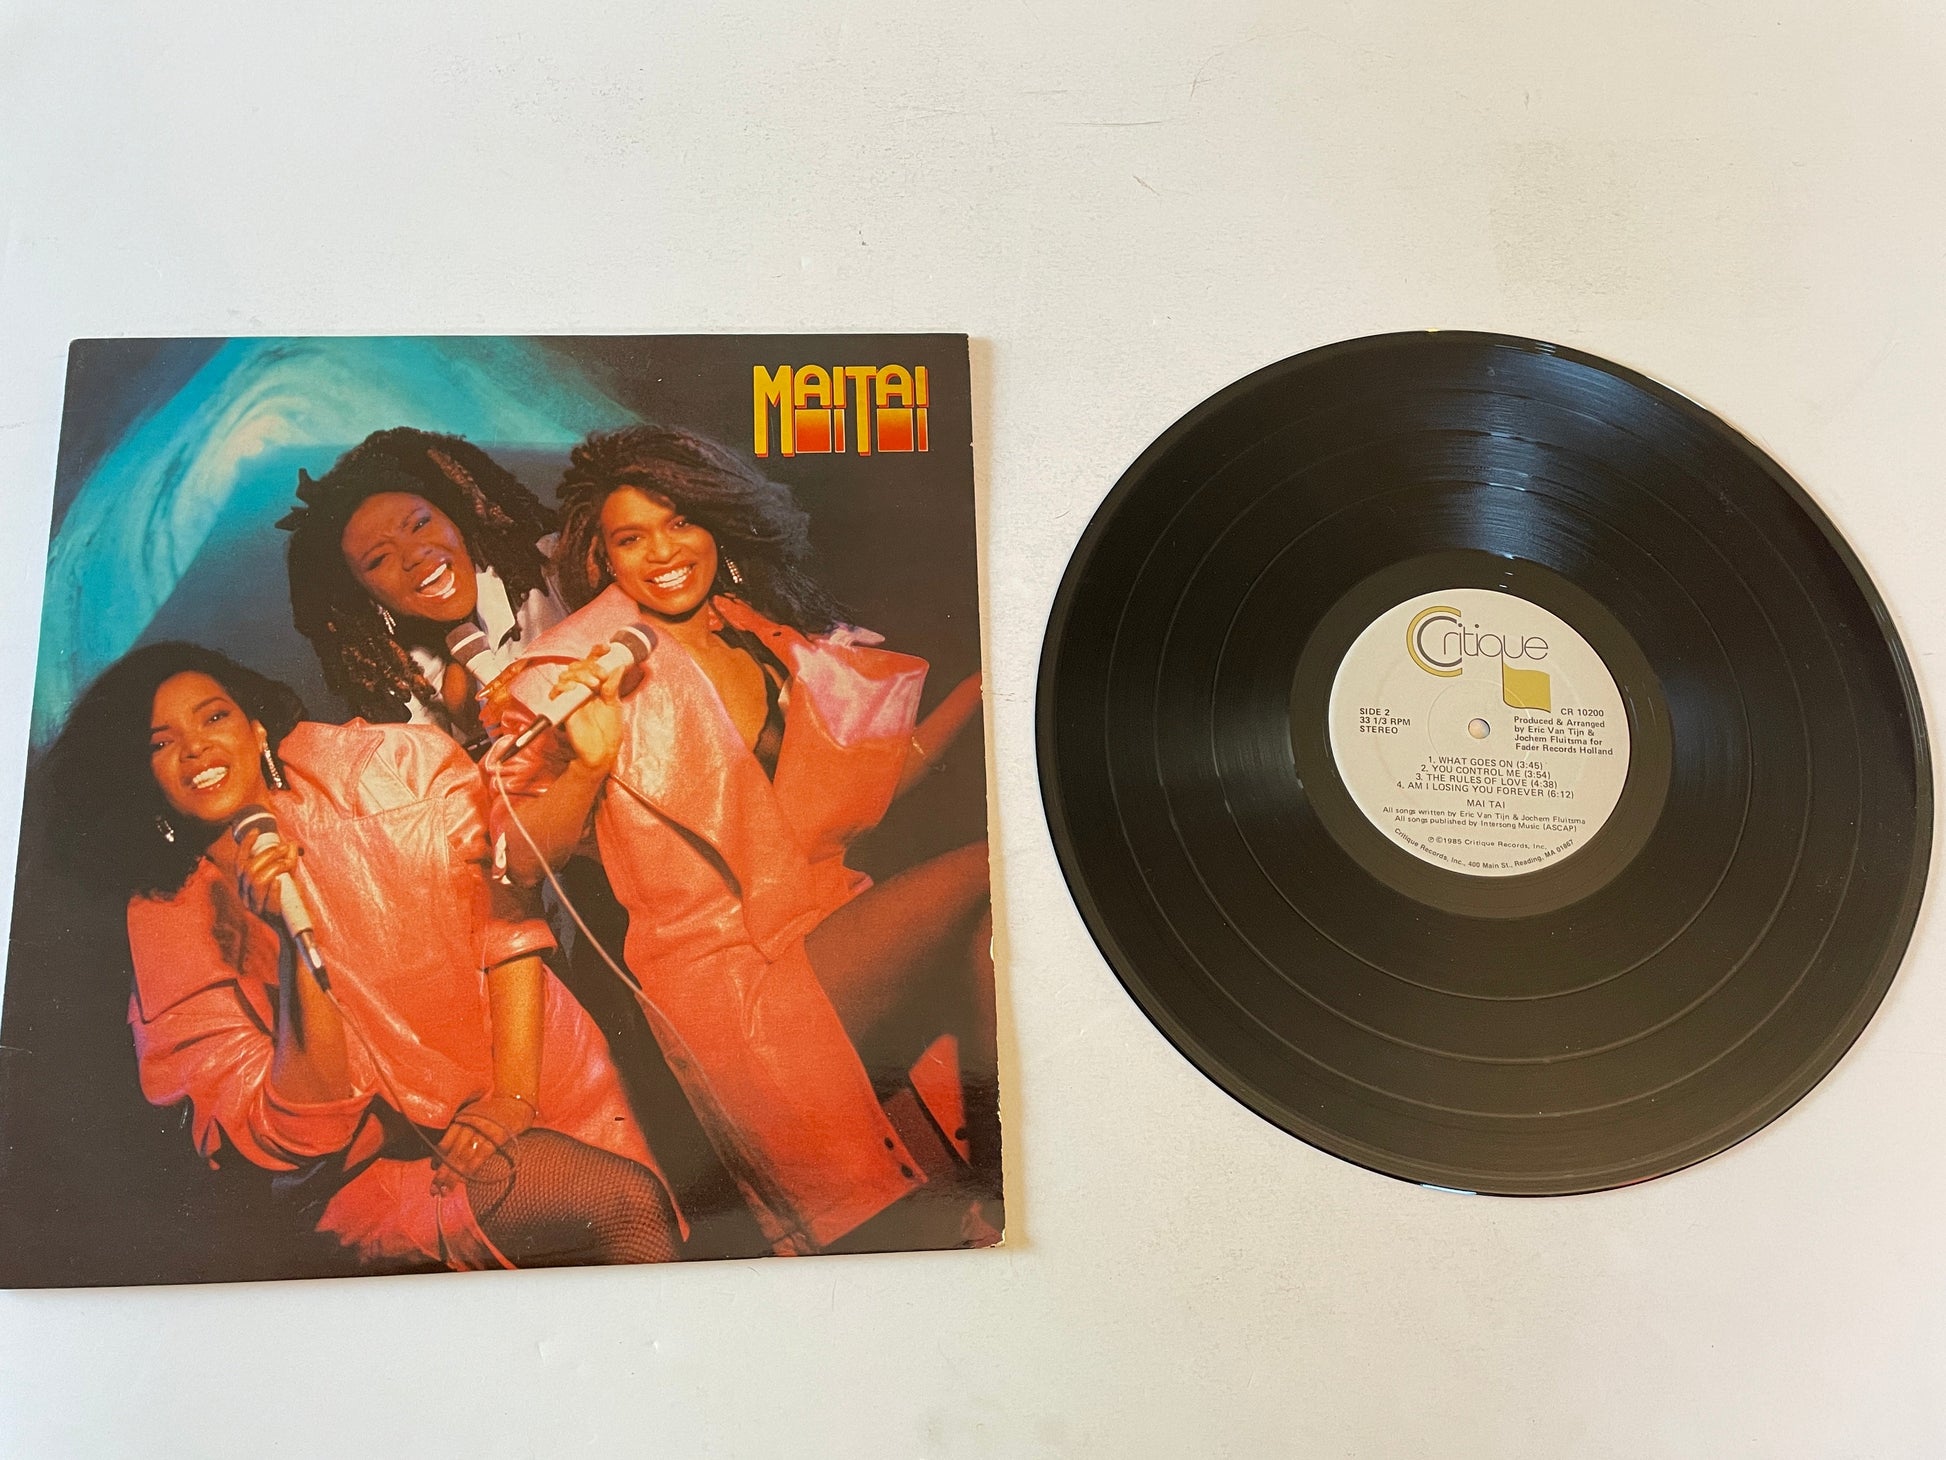 MAI TAI
Critique
SIDE 2
33 1/3 RPM
STEREO
CR 10200
Produced & Arranged
by Eric Van Tijn &
Jochem Fluitsma for
Fader Records Holland
1. WHAT GOES ON (3:45)
2. YOU CONTROL ME (3:54)
3. THE RULES OF LOVE (4:38)
4. AM I LOSING YOU FOREVER (6:12)
MAI TAI
All songs written by Eric Van Tijn & Jochem Fluitsma
All songs published by Intersong Music (ASCAP)
℗©1985 Critique Records, Inc.
Critique Records, Inc., 400 Main St., Reading, MA 01867